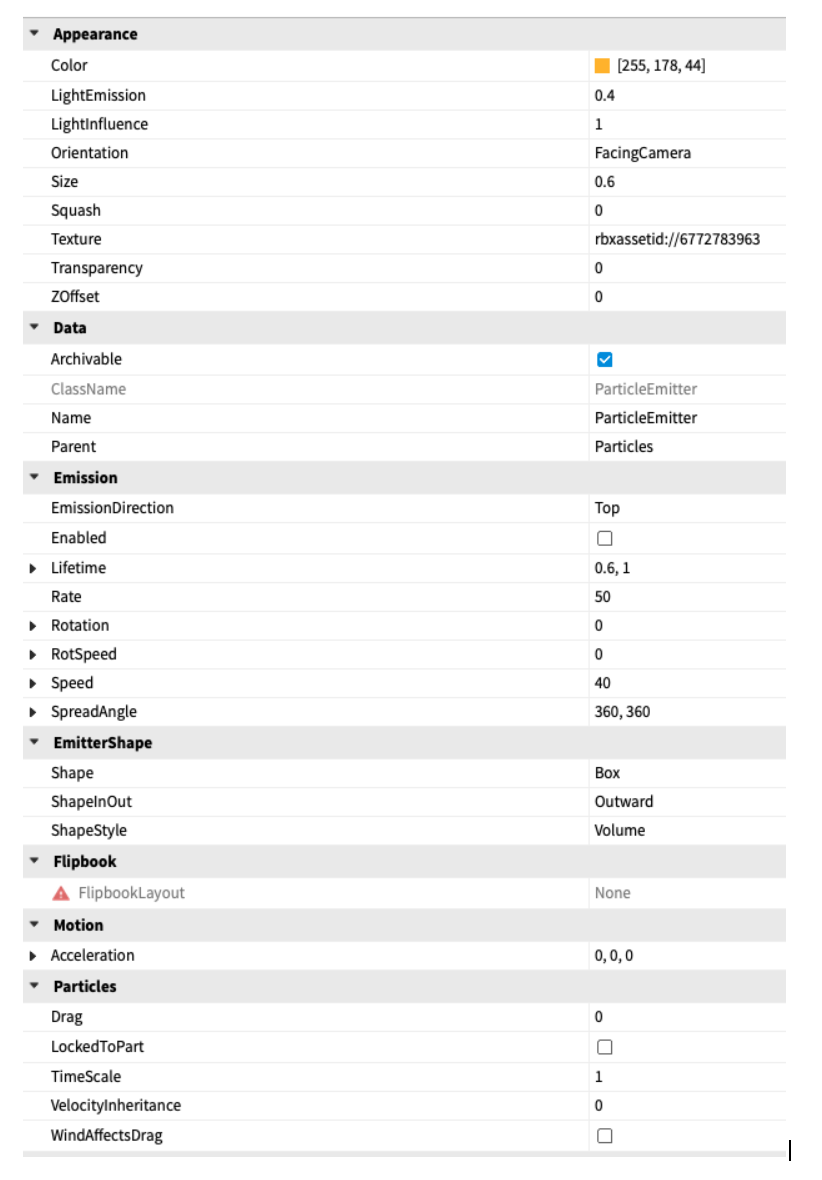 Appearance
Color [255, 178, 44]
LightEmission 0.4
LightInfluence 1
Orientation FacingCamera
Size 0.6
Squash 0
Texture rbxassetid://6772783963
Transparency 0
ZOffset 0
Data
Archivable
ClassName ParticleEmitter
Name ParticleEmitter
Parent Particles
Emission
EmissionDirection Top
Enabled
Lifetime 0.6, 1
Rate 50
Rotation 0
RotSpeed 0
Speed 40
SpreadAngle 360, 360
EmitterShape
Shape Box
ShapeInOut Outward
ShapeStyle Volume
Flipbook
FlipbookLayout None
Motion
Acceleration 0, 0, 0
Particles
Drag 0
LockedToPart
TimeScale 1
VelocityInheritance 0
WindAffectsDrag